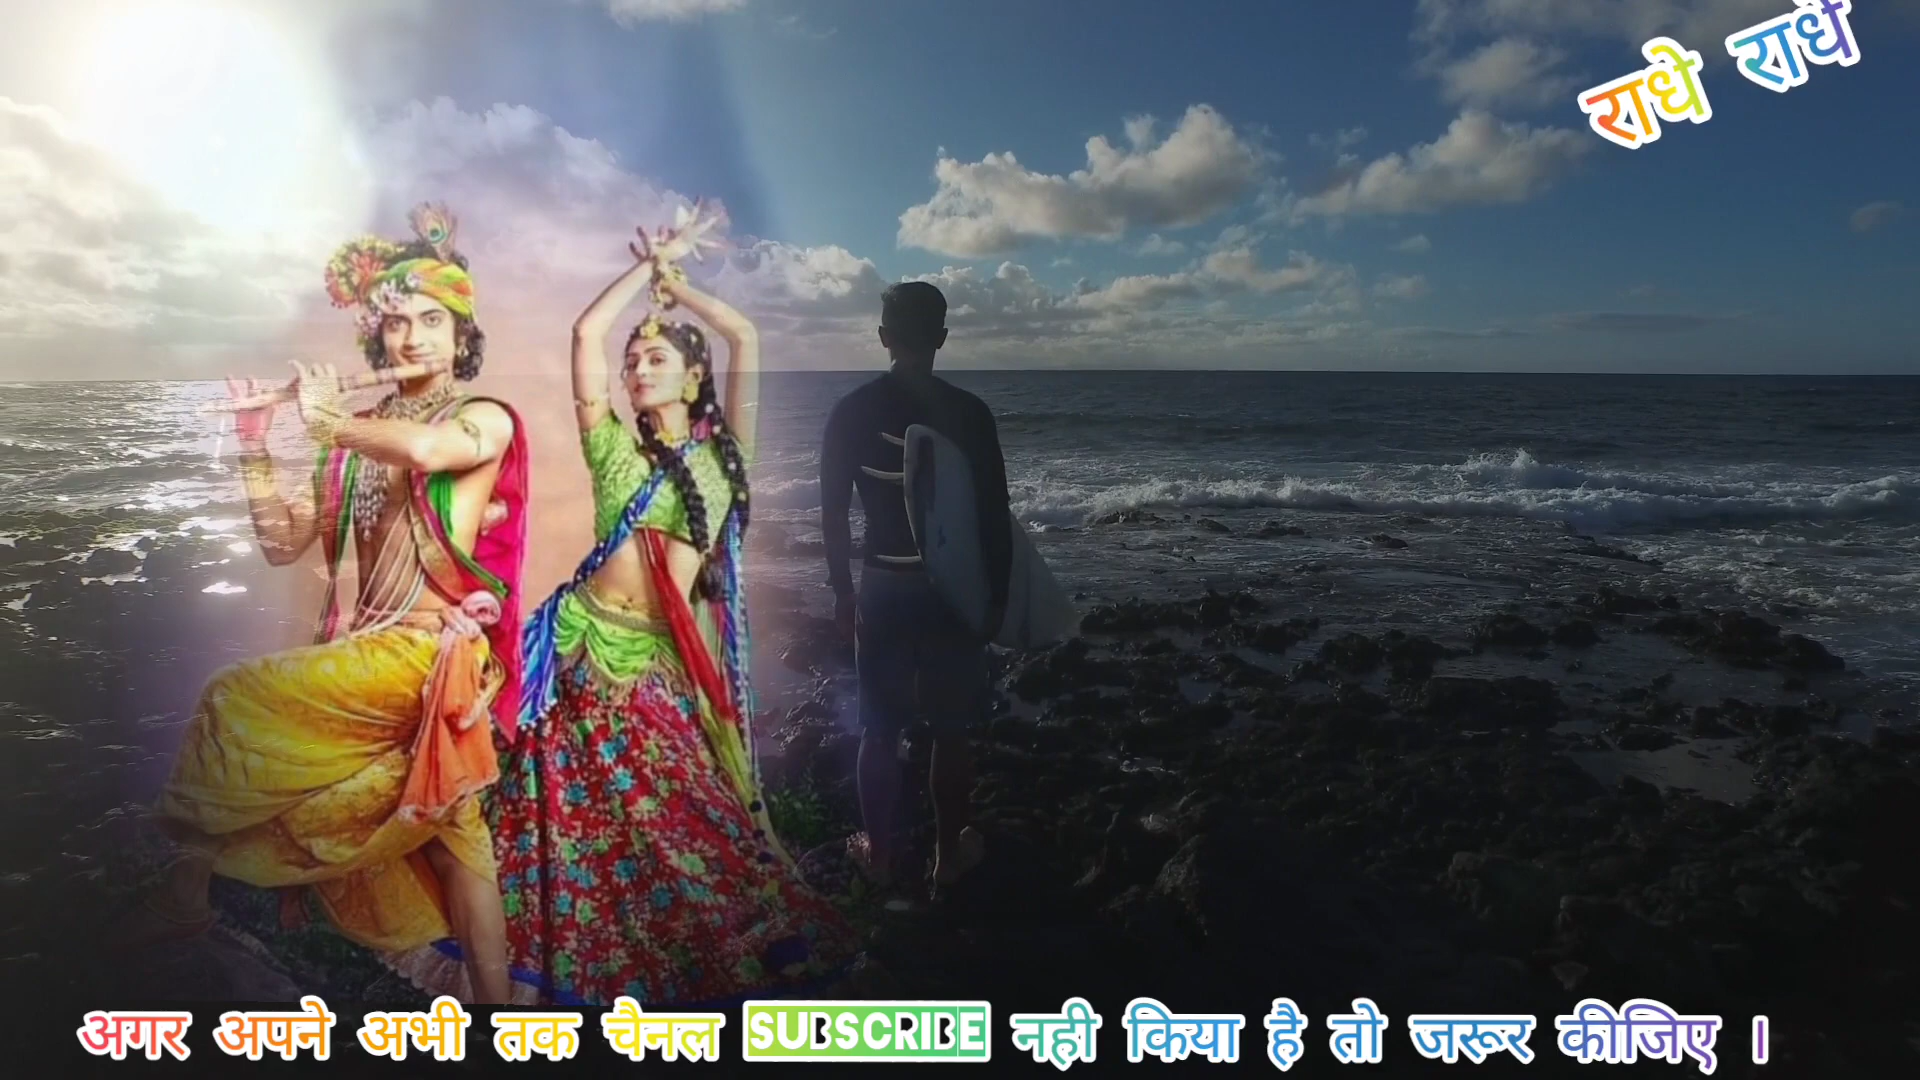 राधे राधे
अगर अपने अभी तक चैनल SUBSCRIBE नही किया है तो जरूर कीजिए ।